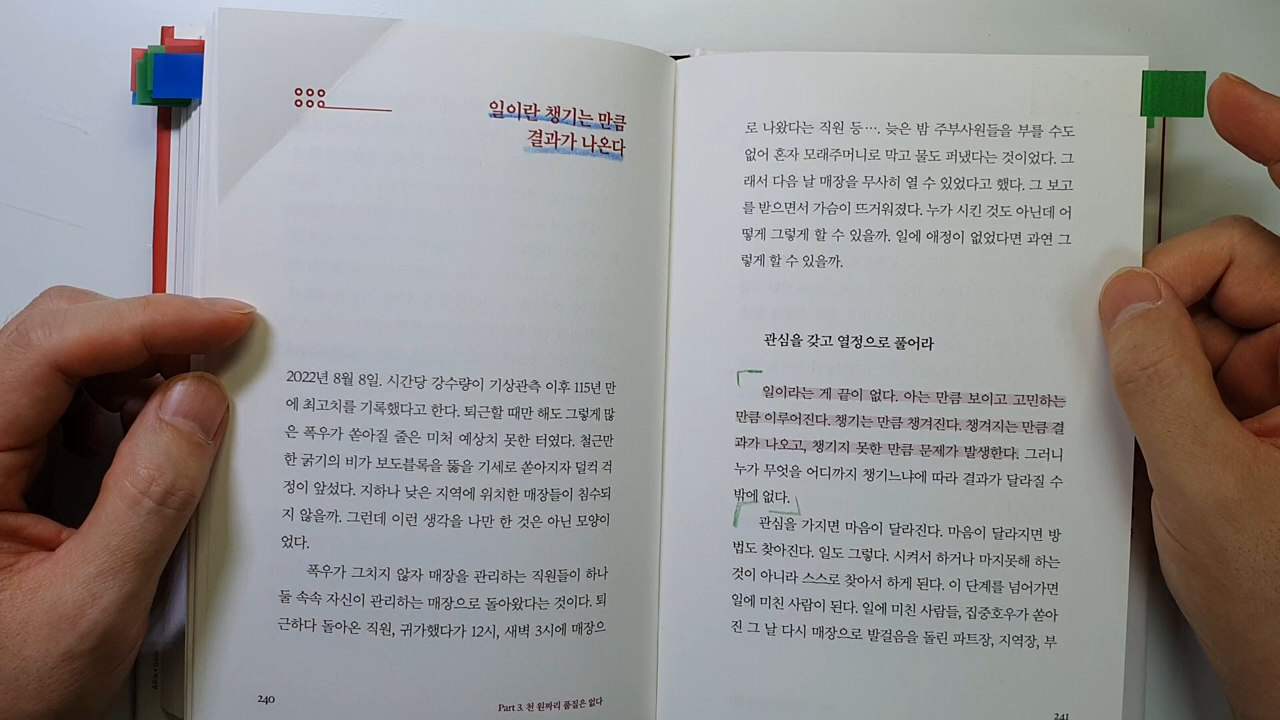 일이란 챙기는 만큼
결과가 나온다
2022년 8월 8일. 시간당 강수량이 기상관측 이후 115년 만
에 최고치를 기록했다고 한다. 퇴근할 때만 해도 그렇게 많
은 폭우가 쏟아질 줄은 미처 예상치 못한 터였다. 철근만
한 굵기의 비가 보도블록을 뚫을 기세로 쏟아지자 덜컥 걱
정이 앞섰다. 지하나 낮은 지역에 위치한 매장들이 침수되
지 않을까. 그런데 이런 생각을 나만 한 것은 아닌 모양이
었다.
폭우가 그치지 않자 매장을 관리하는 직원들이 하나
둘 속속 자신이 관리하는 매장으로 돌아왔다는 것이다. 퇴
근하다 돌아온 직원, 귀가했다가 12시, 새벽 3시에 매장으
240
Part 3. 천 원짜리 품질은 없다
로 나왔다는 직원 등…. 늦은 밤 주부사원들을 부를 수도
없어 혼자 모래주머니로 막고 물도 퍼냈다는 것이었다. 그
래서 다음 날 매장을 무사히 열 수 있었다고 했다. 그 보고
를 받으면서 가슴이 뜨거워졌다. 누가 시킨 것도 아닌데 어
떻게 그렇게 할 수 있을까. 일에 애정이 없었다면 과연 그
렇게 할 수 있을까.
관심을 갖고 열정으로 풀어라
일이라는 게 끝이 없다. 아는 만큼 보이고 고민하는
만큼 이루어진다. 챙기는 만큼 챙겨진다. 챙겨지는 만큼 결
과가 나오고, 챙기지 못한 만큼 문제가 발생한다. 그러니
누가 무엇을 어디까지 챙기느냐에 따라 결과가 달라질 수
밖에 없다.
관심을 가지면 마음이 달라진다. 마음이 달라지면 방
법도 찾아진다. 일도 그렇다. 시켜서 하거나 마지못해 하는
것이 아니라 스스로 찾아서 하게 된다. 이 단계를 넘어가면
일에 미친 사람이 된다. 일에 미친 사람들, 집중호우가 쏟아
진 그 날 다시 매장으로 발걸음을 돌린 파트장, 지역장, 부
241